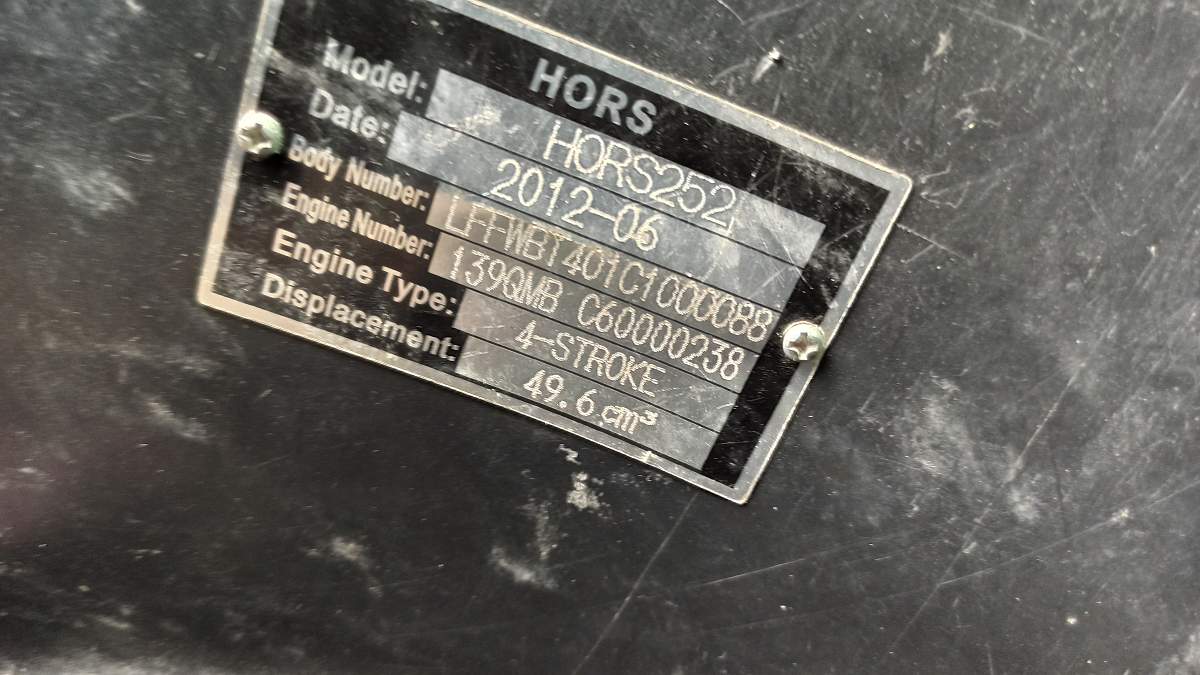 HORS
Model: HORS252
Date: 2012-06
Body Number: LFFWBT401C1000088
Engine Number: 139QMB C60000238
Engine Type: 4-STROKE
Displacement: 49.6 cm³